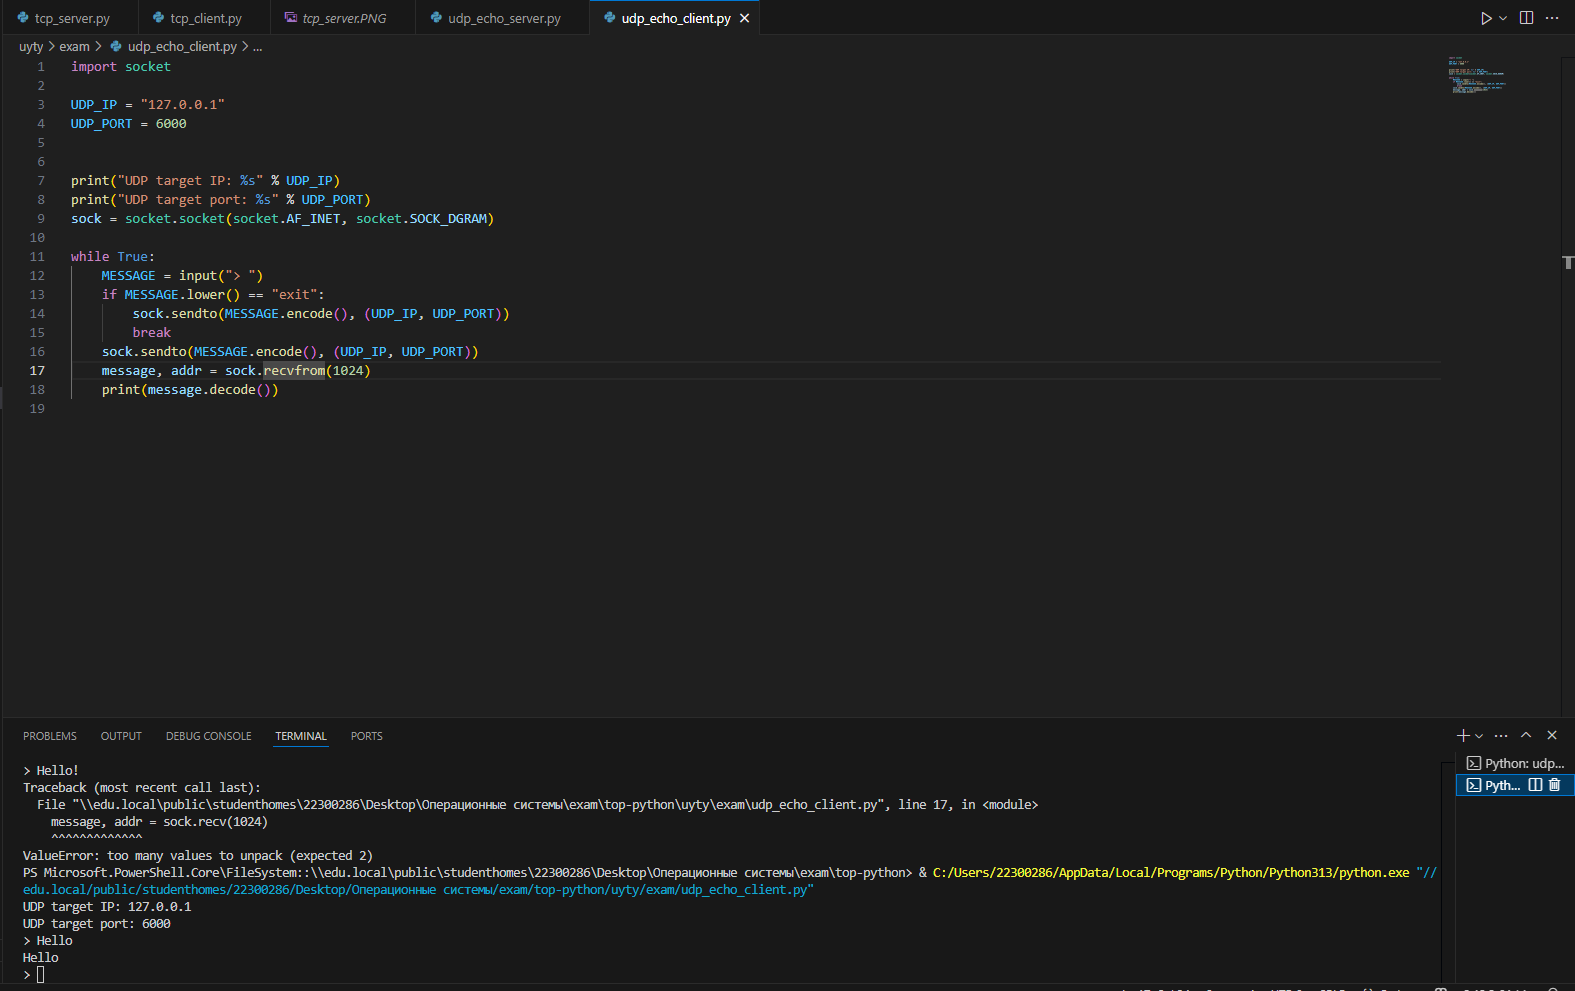 tcp_server.py tcp_client.py tcp_server.PNG udp_echo_server.py udp_echo_client.py
uyty > exam > udp_echo_client.py > ...
1 import socket
2
3 UDP_IP = "127.0.0.1"
4 UDP_PORT = 6000
5
6
7 print("UDP target IP: %s" % UDP_IP)
8 print("UDP target port: %s" % UDP_PORT)
9 sock = socket.socket(socket.AF_INET, socket.SOCK_DGRAM)
10
11 while True:
12 MESSAGE = input("> ")
13 if MESSAGE.lower() == "exit":
14 sock.sendto(MESSAGE.encode(), (UDP_IP, UDP_PORT))
15 break
16 sock.sendto(MESSAGE.encode(), (UDP_IP, UDP_PORT))
17 message, addr = sock.recvfrom(1024)
18 print(message.decode())
19
PROBLEMS OUTPUT DEBUG CONSOLE TERMINAL PORTS
> Hello!
Traceback (most recent call last):
File "\\edu.local\public\studenthomes\22300286\Desktop\Операционные системы\exam\top-python\uyty\exam\udp_echo_client.py", line 17, in <module>
message, addr = sock.recv(1024)
^^^^^^^^^^^^^
ValueError: too many values to unpack (expected 2)
PS Microsoft.PowerShell.Core\FileSystem::\\edu.local\public\studenthomes\22300286\Desktop\Операционные системы\exam\top-python> & C:/Users/22300286/AppData/Local/Programs/Python/Python313/python.exe "//
edu.local/public/studenthomes/22300286/Desktop/Операционные системы/exam/top-python/uyty/exam/udp_echo_client.py"
UDP target IP: 127.0.0.1
UDP target port: 6000
> Hello
Hello
>
Python: udp...
Pyth...